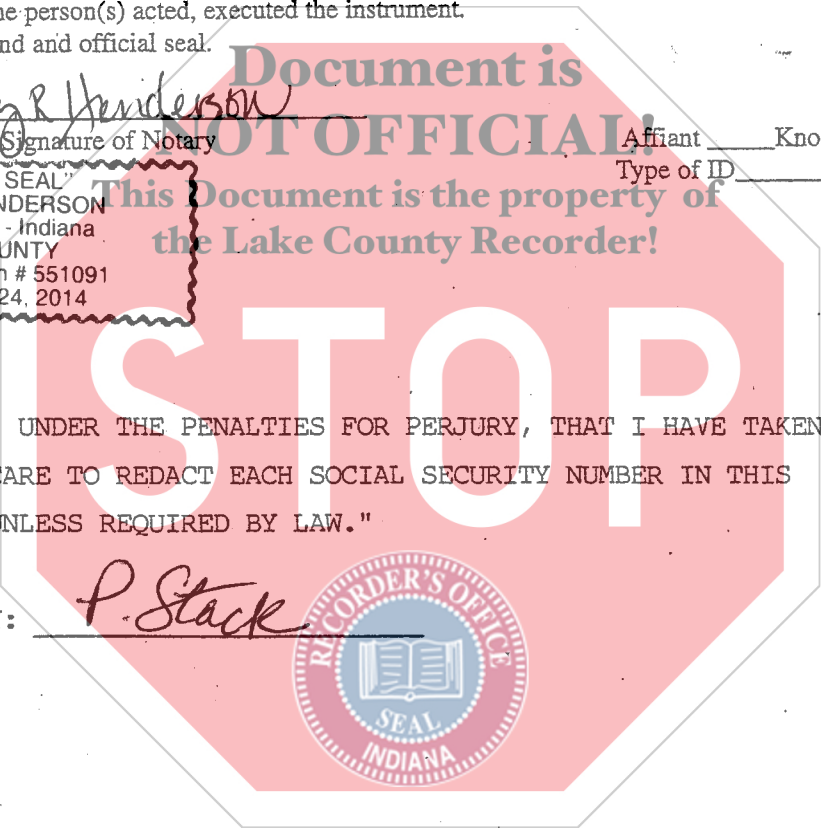 ne person(s) acted, executed the instrument.
nd and official seal.
Document is
R Henderson
NOT OFFICIAL!
Signature of Notary
Affiant _____Kno
Type of ID
SEAL"
This Document is the property of
NDERSON
- Indiana
the Lake County Recorder!
UNTY
n # 551091
24, 2014
STOP
UNDER THE PENALTIES FOR PERJURY, THAT I HAVE TAKEN
CARE TO REDACT EACH SOCIAL SECURITY NUMBER IN THIS
UNLESS REQUIRED BY LAW."
: P. Stack
RECORDER'S OFFICE
SEAL
INDIANA